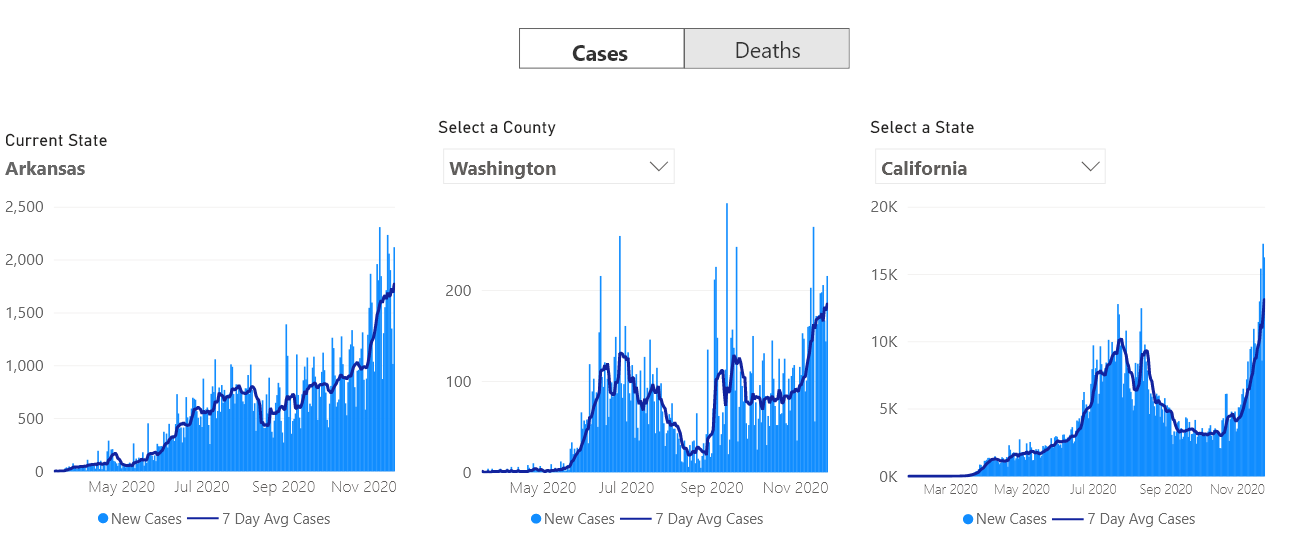 Cases Deaths
Current State
Arkansas
2,500
2,000
1,500
1,000
500
0
May 2020 Jul 2020 Sep 2020 Nov 2020
New Cases 7 Day Avg Cases
Select a County
Washington
200
100
0
May 2020 Jul 2020 Sep 2020 Nov 2020
New Cases 7 Day Avg Cases
Select a State
California
20K
15K
10K
5K
0K
Mar 2020 May 2020 Jul 2020 Sep 2020 Nov 2020
New Cases 7 Day Avg Cases